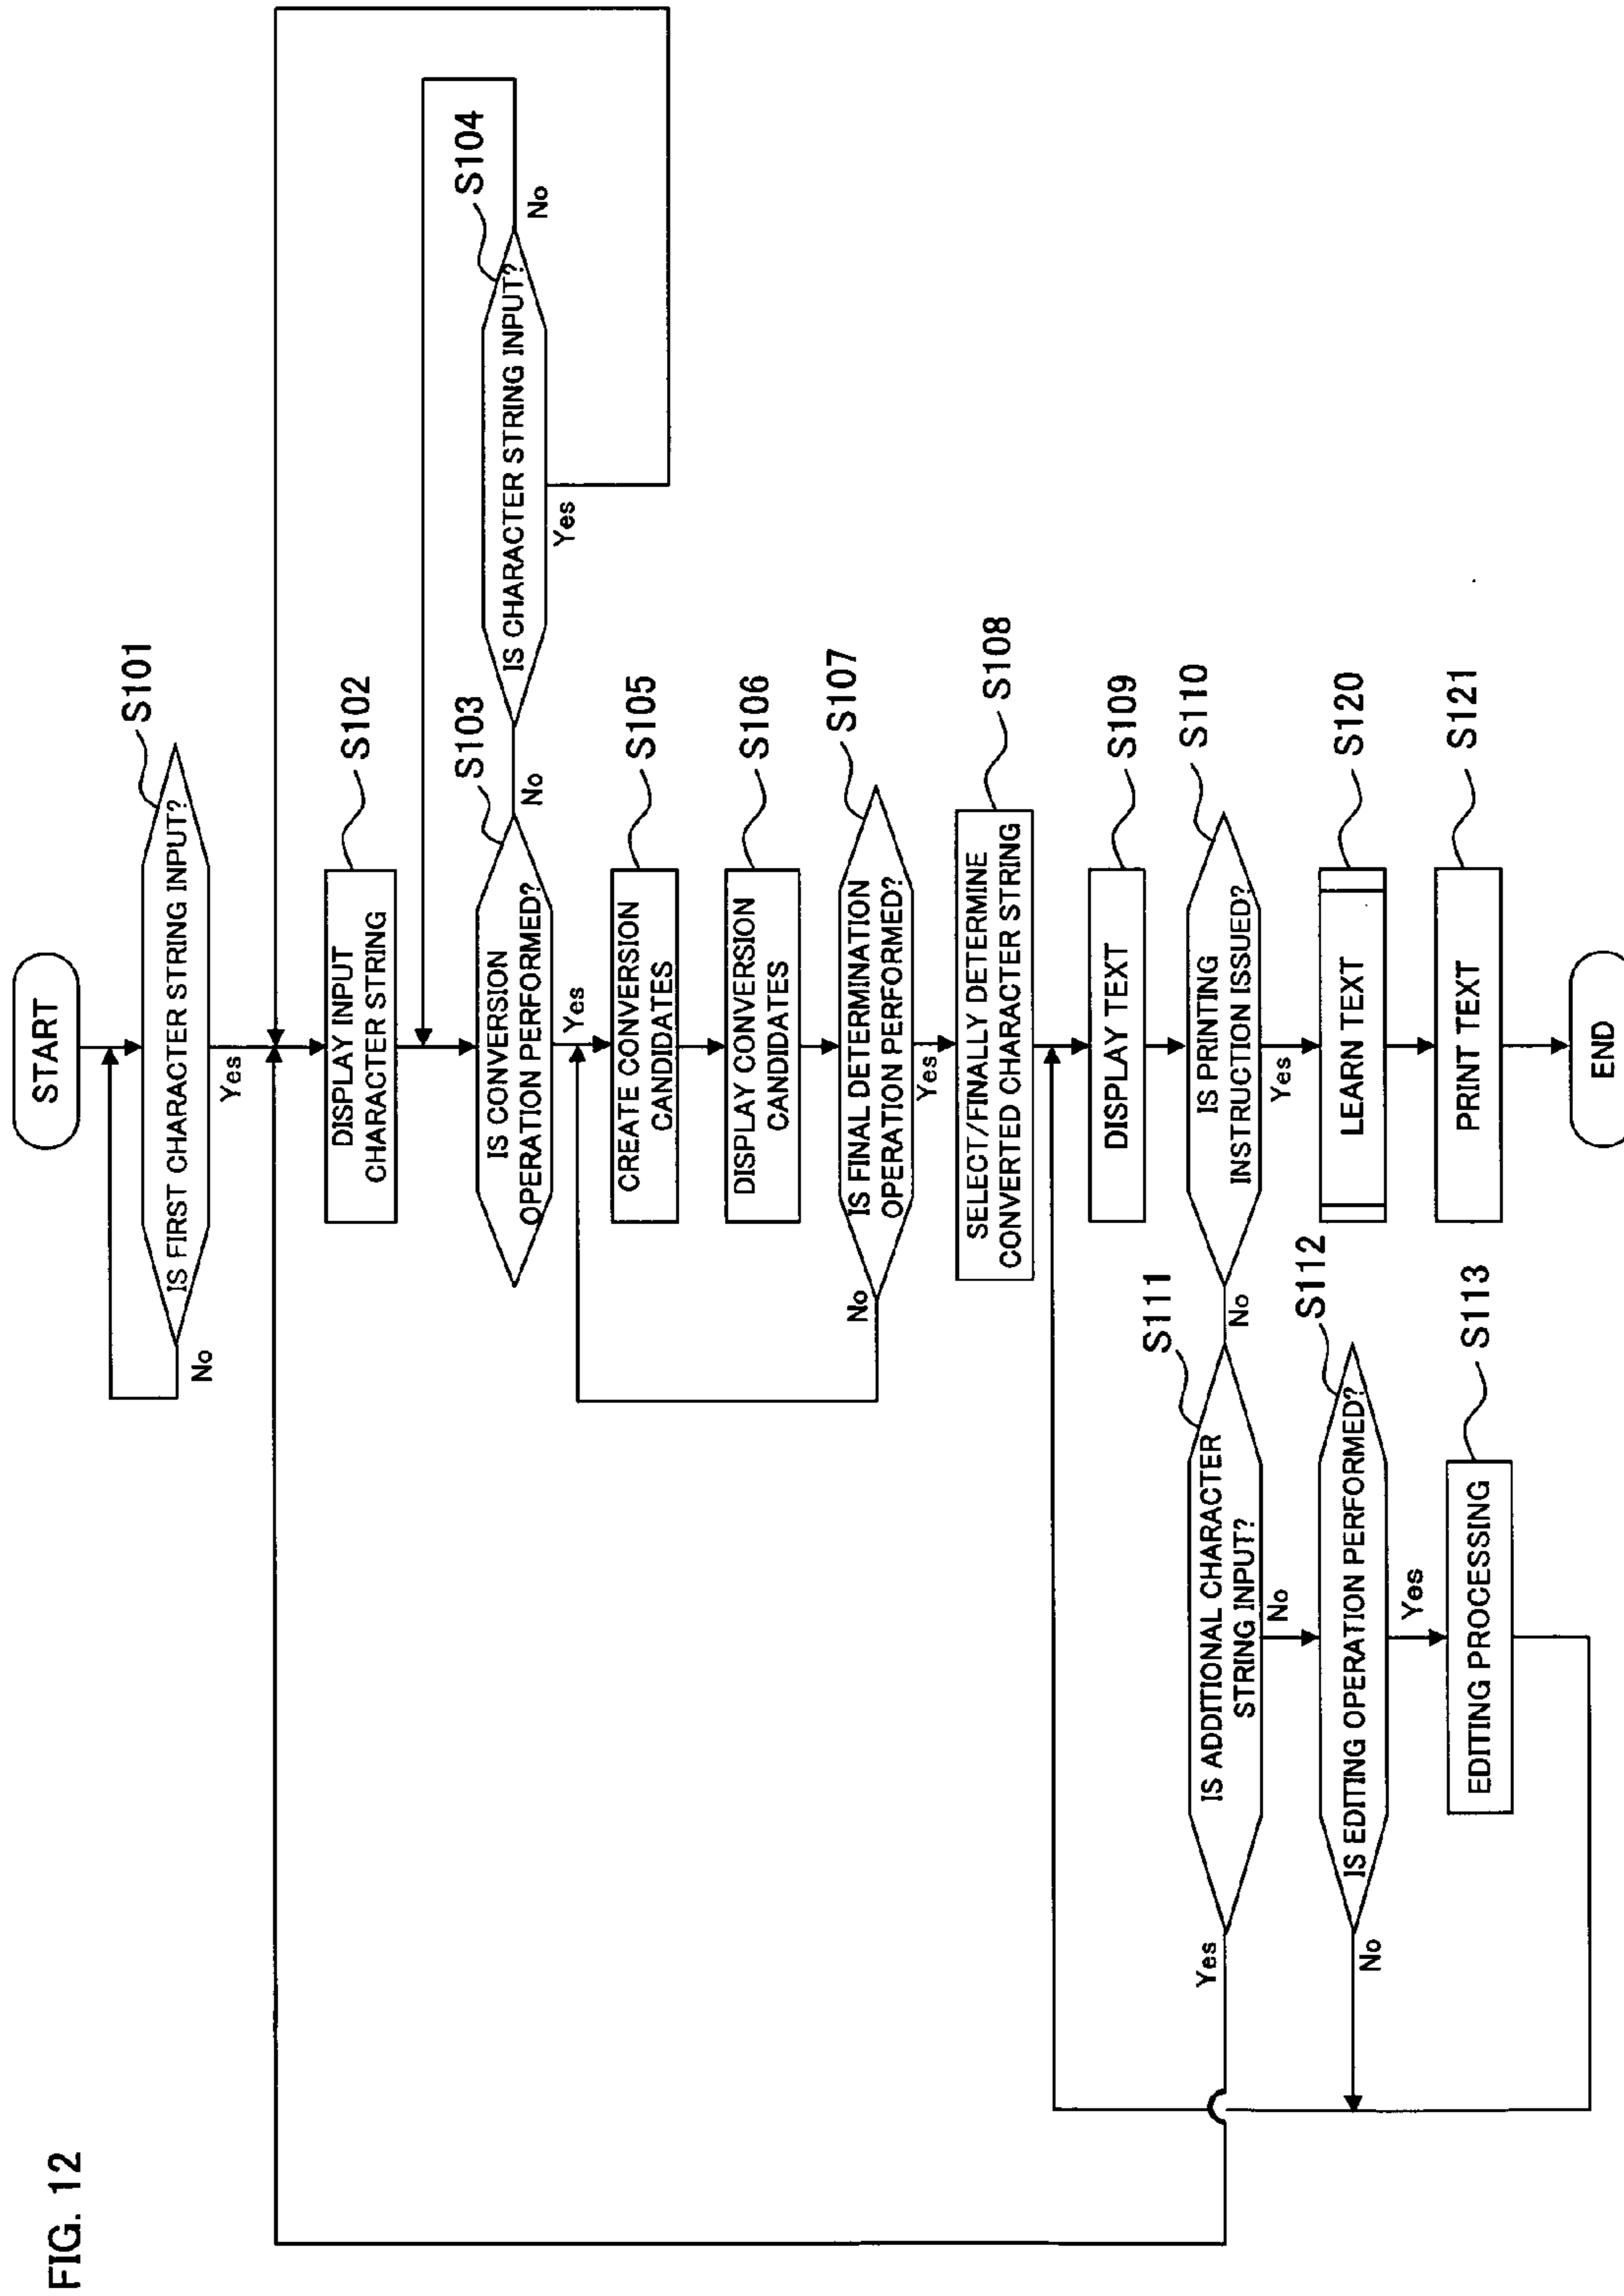 FIG. 12
START
IS FIRST CHARACTER STRING INPUT?
S101
No
Yes
DISPLAY INPUT
CHARACTER STRING
S102
IS CONVERSION
OPERATION PERFORMED?
S103
No
Yes
IS CHARACTER STRING INPUT?
S104
No
Yes
CREATE CONVERSION
CANDIDATES
S105
DISPLAY CONVERSION
CANDIDATES
S106
IS FINAL DETERMINATION
OPERATION PERFORMED?
S107
No
Yes
SELECT/FINALLY DETERMINE
CONVERTED CHARACTER STRING
S108
DISPLAY TEXT
S109
IS PRINTING
INSTRUCTION ISSUED?
S110
No
Yes
IS ADDITIONAL CHARACTER
STRING INPUT?
S111
Yes
No
IS EDITING OPERATION PERFORMED?
S112
No
Yes
EDITING PROCESSING
S113
LEARN TEXT
S120
PRINT TEXT
S121
END